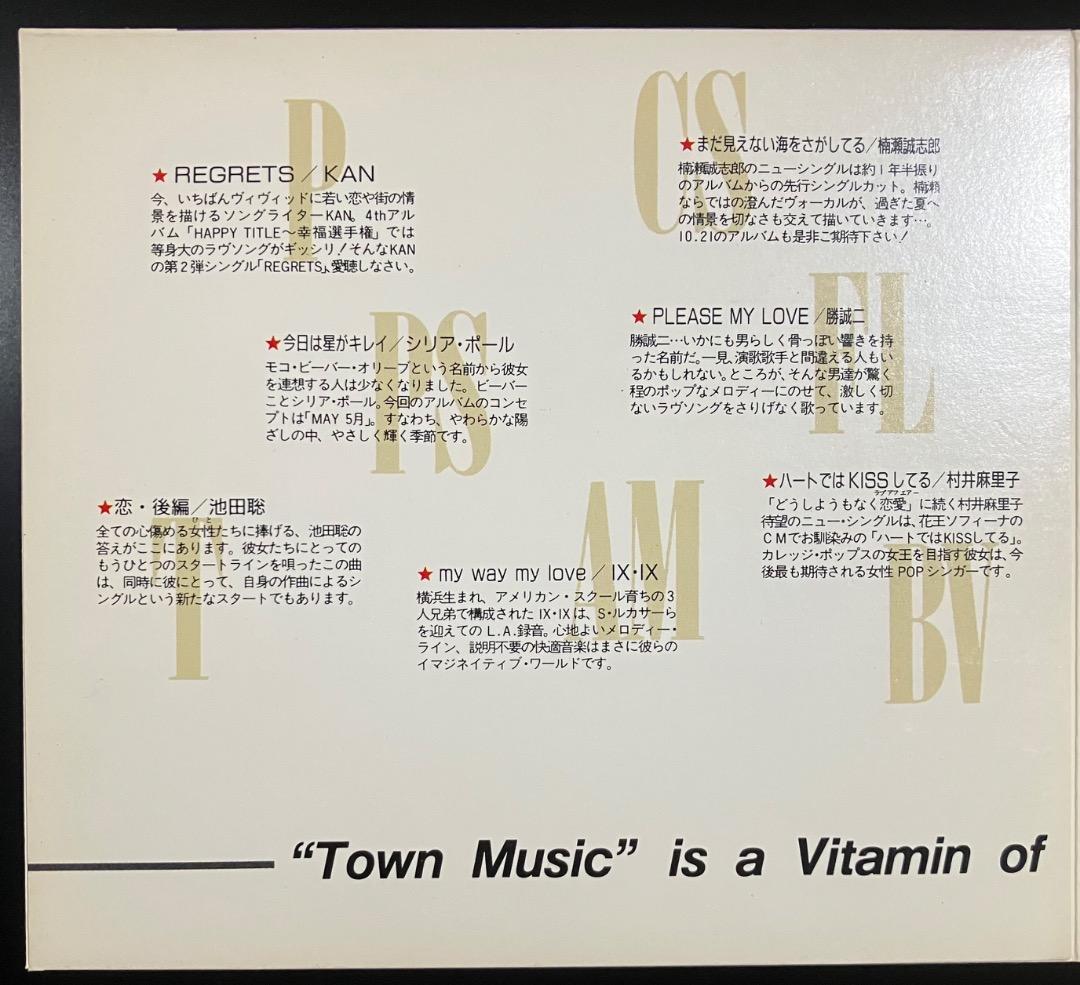 P
★REGRETS／KAN
今、いちばんヴィヴィッドに若い恋や街の情
景を描けるソングライターKAN。4thアル
バム「HAPPY TITLE〜幸福選手権」では
等身大のラヴソングがギッシリ！そんなKAN
の第2弾シングル「REGRETS」、愛聴しなさい。
CS
★まだ見えない海をさがしてる／楠瀬誠志郎
楠瀬誠志郎のニューシングルは約1年半振り
のアルバムからの先行シングルカット。楠瀬
ならではの澄んだヴォーカルが、過ぎた夏へ
の情景を切なさも交えて描いていきます…。
10.21のアルバムも是非ご期待下さい！
PS
★今日は星がキレイ／シリア・ポール
モコ・ビーバー・オリーブという名前から彼女
を連想する人は少なくなりました。ビーバー
ことシリア・ポール。今回のアルバムのコンセ
プトは「MAY 5月」。すなわち、やわらかな陽
ざしの中、やさしく輝く季節です。
FL
★PLEASE MY LOVE／勝誠二
勝誠二…いかにも男らしく骨っぽい響きを持
った名前だ。一見、演歌歌手と間違える人もい
るかもしれない。ところが、そんな男達が驚く
程のポップなメロディーにのせて、激しく切
ないラヴソングをさりげなく歌っています。
T
★恋・後編／池田聡
ひと
全ての心傷める女性たちに捧げる、池田聡の
答えがここにあります。彼女たちにとっての
もうひとつのスタートラインを唄ったこの曲
は、同時に彼にとって、自身の作曲によるシ
ングルという新たなスタートでもあります。
AM
★my way my love／IX・IX
横浜生まれ、アメリカン・スクール育ちの3
人兄弟で構成されたIX・IXは、S・ルカサーら
を迎えてのL.A.録音。心地よいメロディー・
ライン、説明不要の快適音楽はまさに彼らの
イマジネイティブ・ワールドです。
BV
★ハートではKISSしてる／村井麻里子
ラブアフェアー
「どうしようもなく恋愛」に続く村井麻里子
待望のニュー・シングルは、花王ソフィーナの
CMでお馴染みの「ハートではKISSしてる」。
カレッジ・ポップスの女王を目指す彼女は、今
後最も期待される女性POPシンガーです。
“Town Music” is a Vitamin of